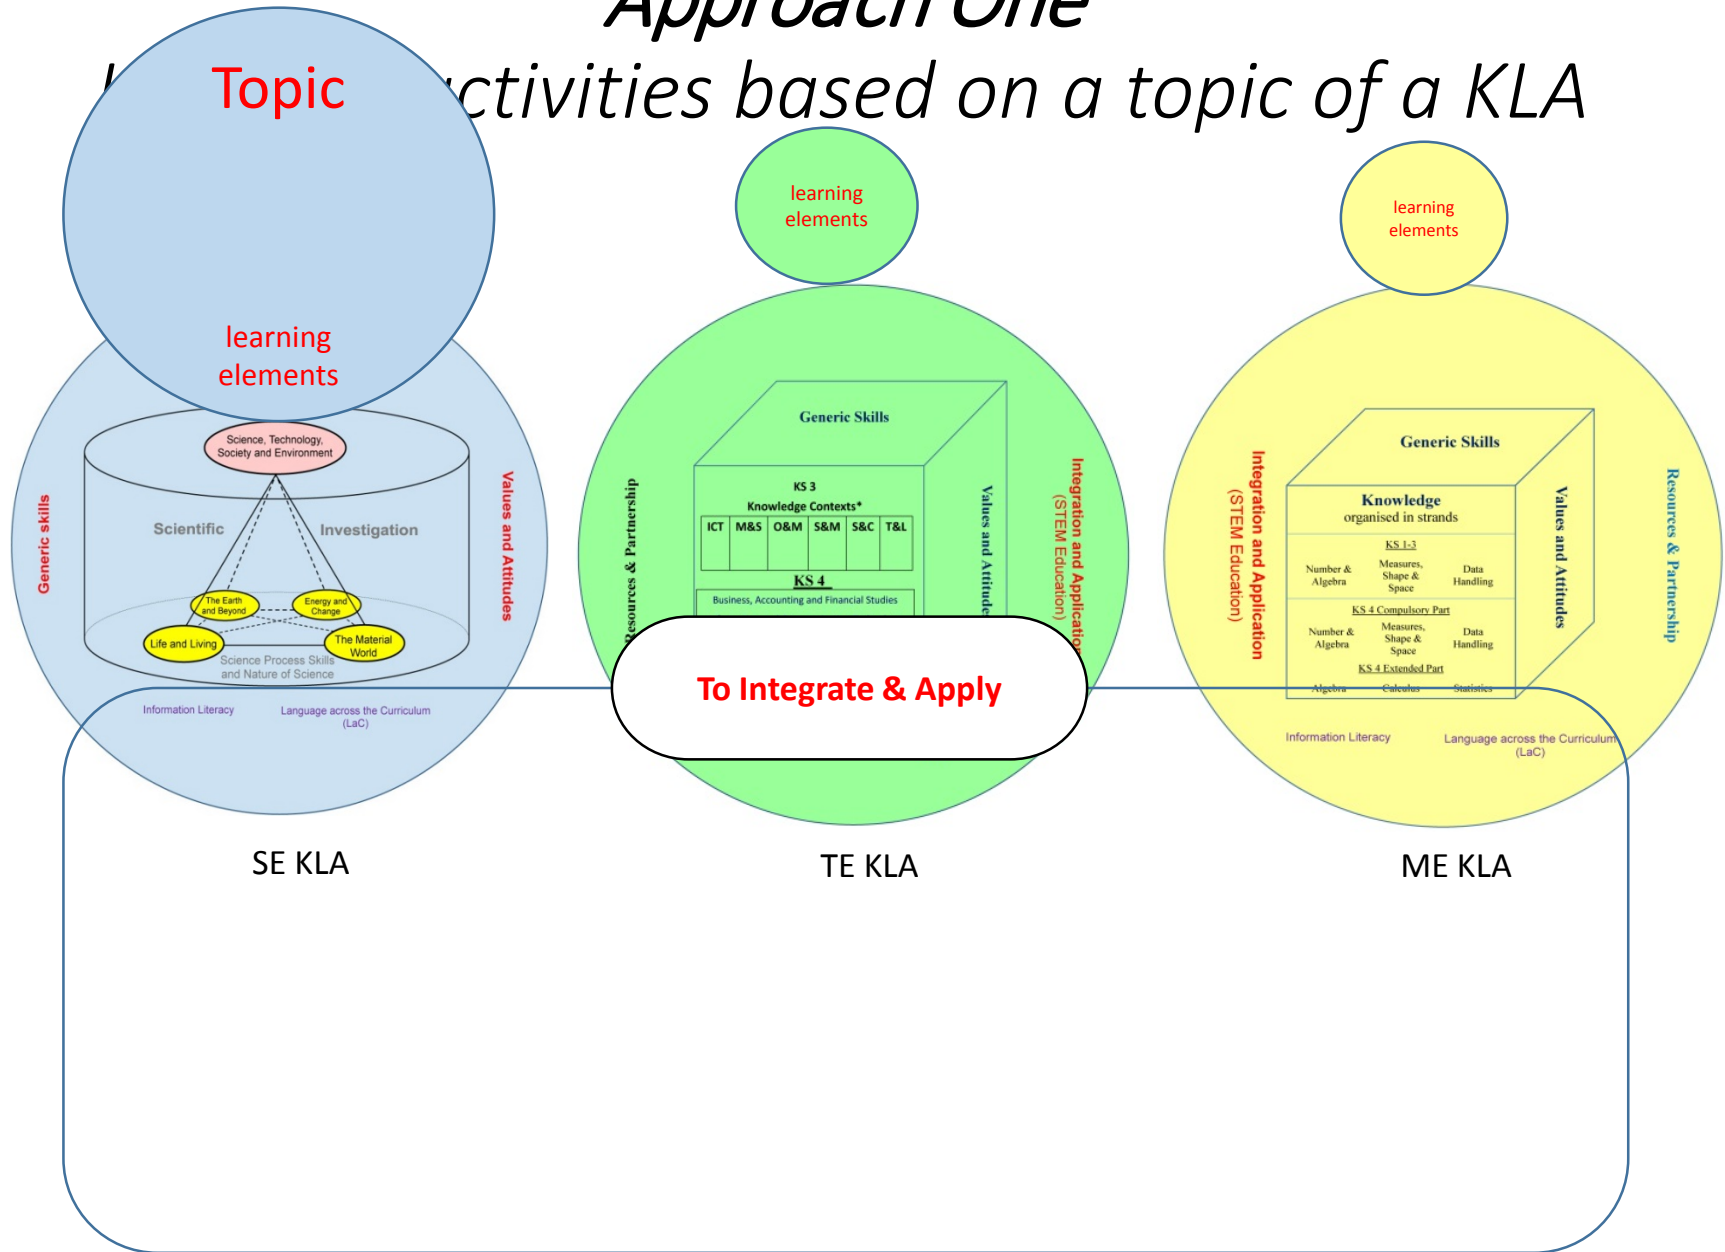 Approach One
activities based on a topic of a KLA
Topic
learning
elements
learning
elements
learning
elements
Science, Technology,
Society and Environment
Scientific Investigation
Generic skills
Values and Attitudes
The Earth
and Beyond
Energy and
Change
Life and Living
The Material
World
Science Process Skills
and Nature of Science
Information Literacy
Language across the Curriculum
(LaC)
SE KLA
Generic Skills
KS 3
Knowledge Contexts*
ICT M&S O&M S&M S&C T&L
KS 4
Business, Accounting and Financial Studies
Resources & Partnership
Values and Attitudes
Integration and Application
(STEM Education)
To Integrate & Apply
TE KLA
Generic Skills
Knowledge
organised in strands
KS 1-3
Number &
Algebra
Measures,
Shape &
Space
Data
Handling
KS 4 Compulsory Part
Number &
Algebra
Measures,
Shape &
Space
Data
Handling
KS 4 Extended Part
Algebra Calculus Statistics
Integration and Application
(STEM Education)
Values and Attitudes
Resources & Partnership
Information Literacy
Language across the Curriculum
(LaC)
ME KLA